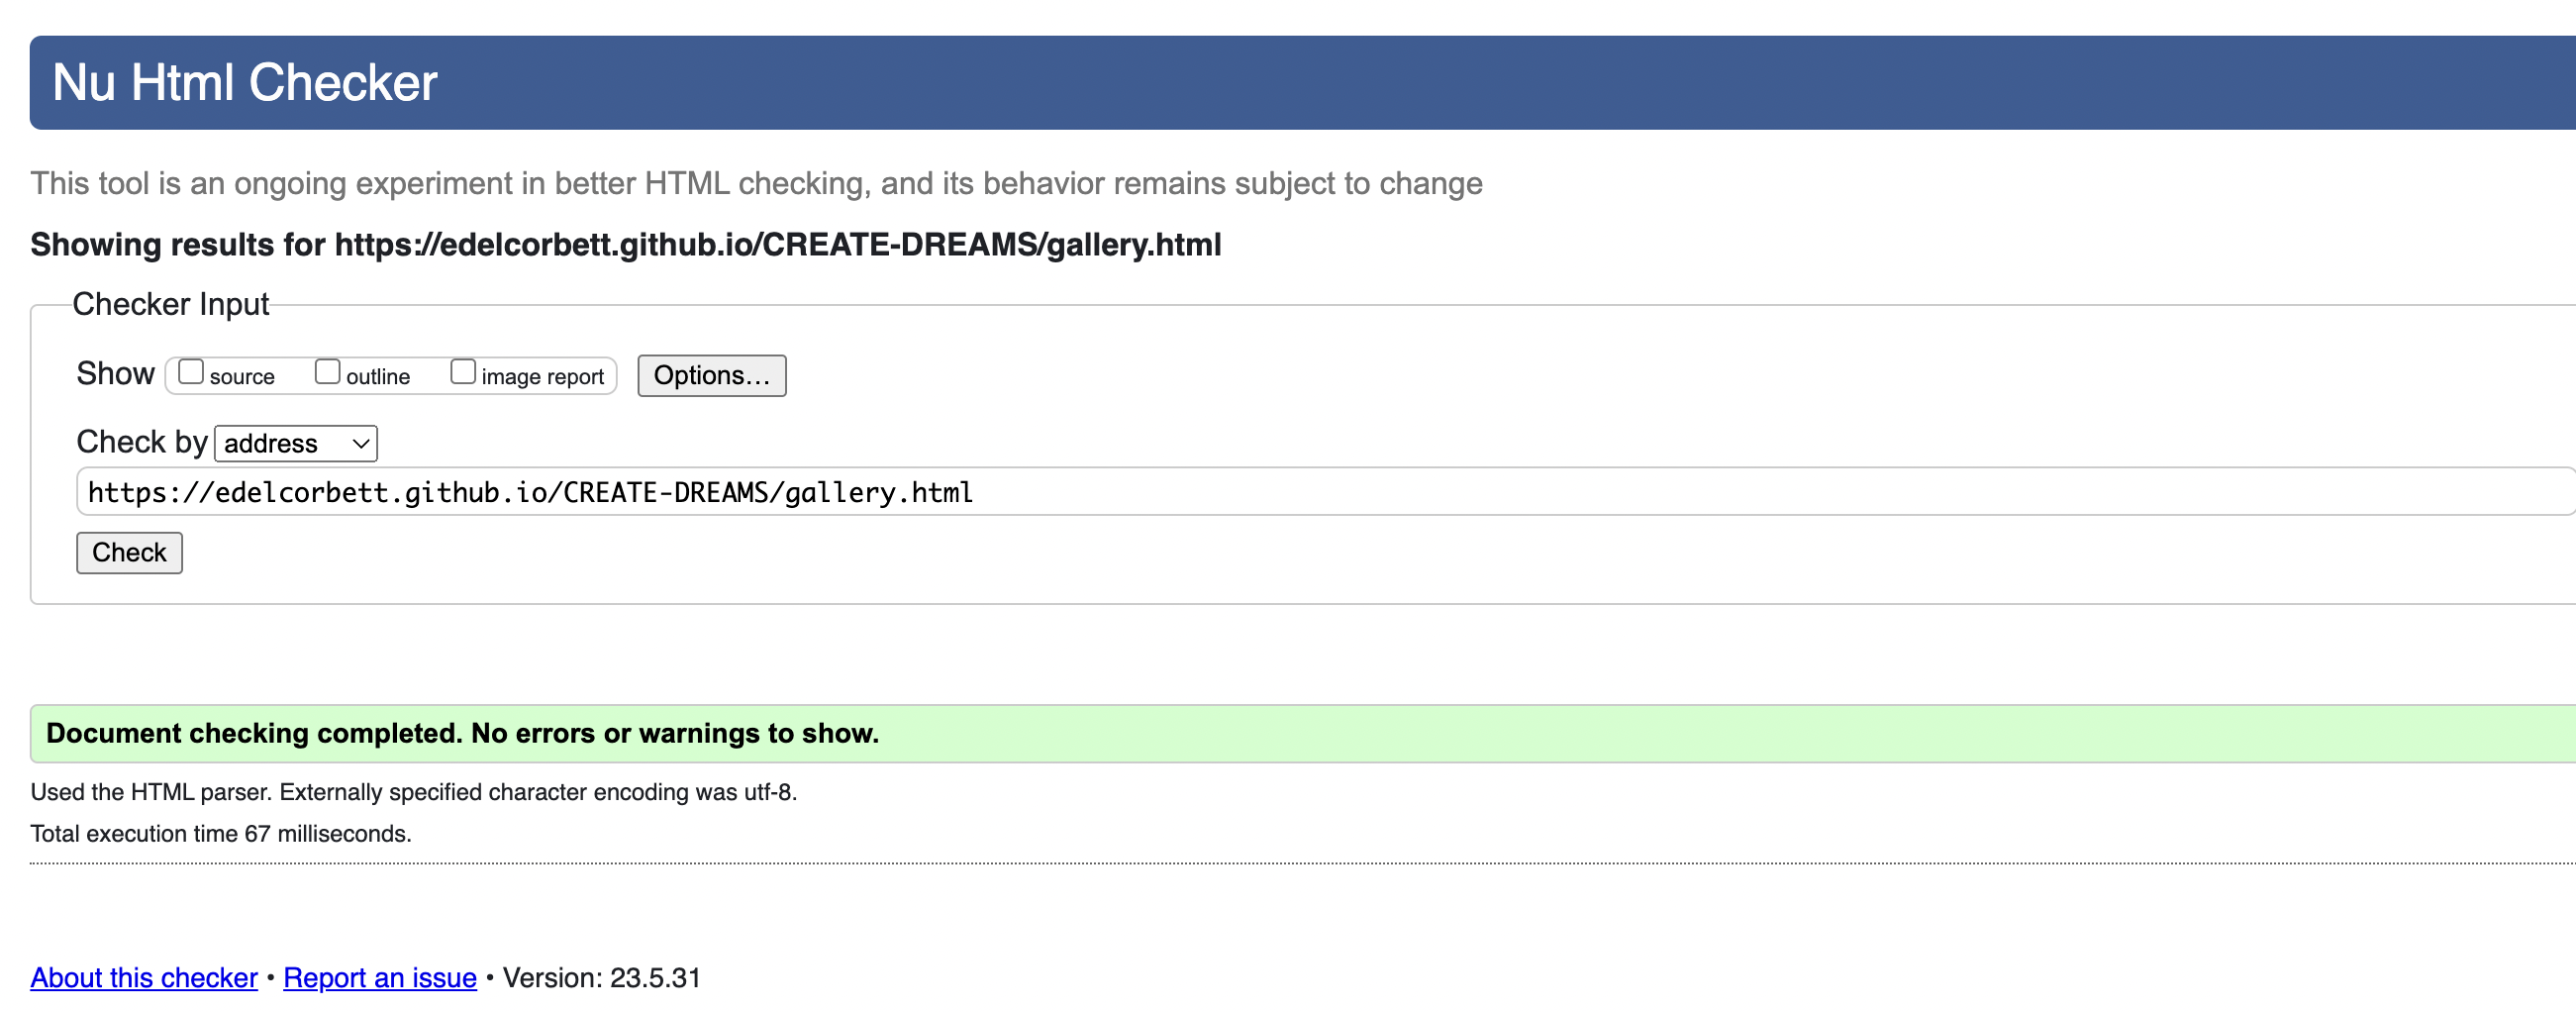 Nu Html Checker
This tool is an ongoing experiment in better HTML checking, and its behavior remains subject to change
Showing results for https://edelcorbett.github.io/CREATE-DREAMS/gallery.html
Checker Input
Show source outline image report Options...
Check by address
https://edelcorbett.github.io/CREATE-DREAMS/gallery.html
Check
Document checking completed. No errors or warnings to show.
Used the HTML parser. Externally specified character encoding was utf-8.
Total execution time 67 milliseconds.
About this checker • Report an issue • Version: 23.5.31